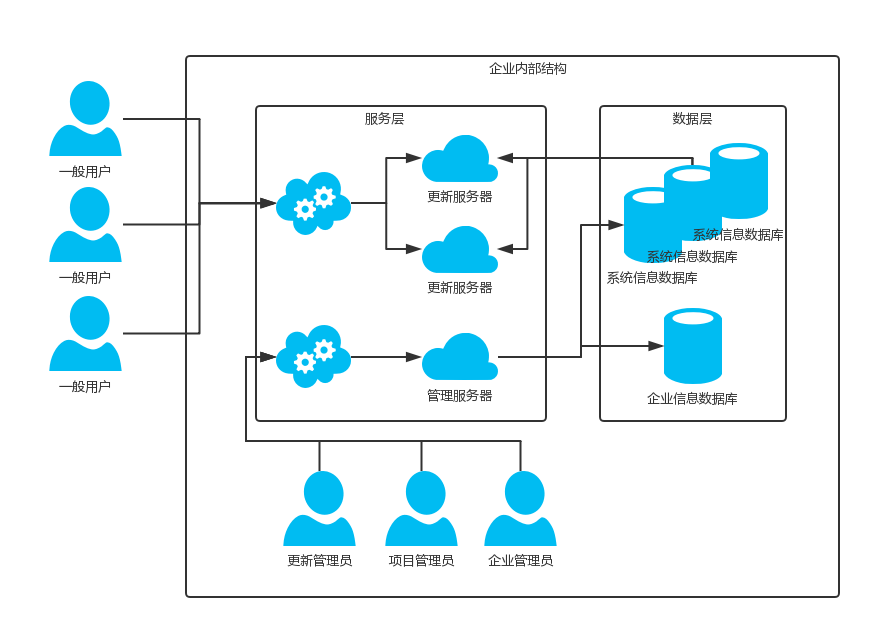 企业内部结构
服务层
数据层
一般用户
更新服务器
系统信息数据库
系统信息数据库
系统信息数据库
一般用户
更新服务器
一般用户
管理服务器
企业信息数据库
更新管理员
项目管理员
企业管理员